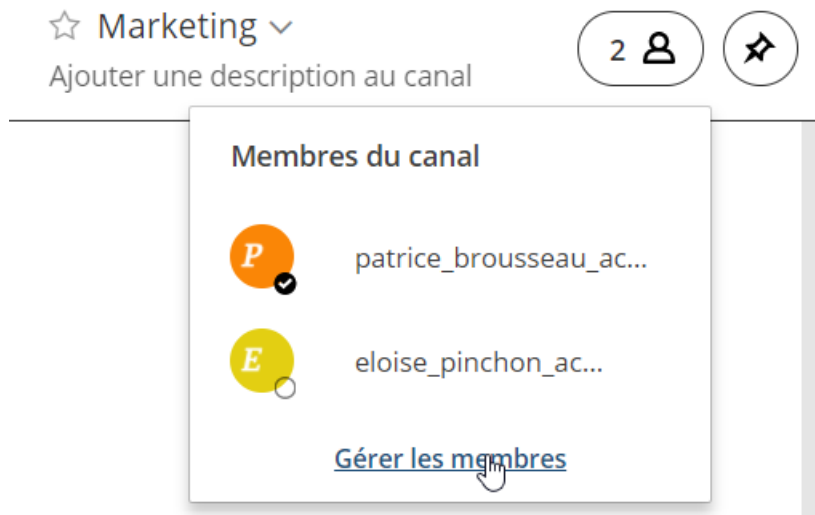 Marketing
2
Ajouter une description au canal
Membres du canal
P
patrice_brousseau_ac...
E
eloise_pinchon_ac...
Gérer les membres